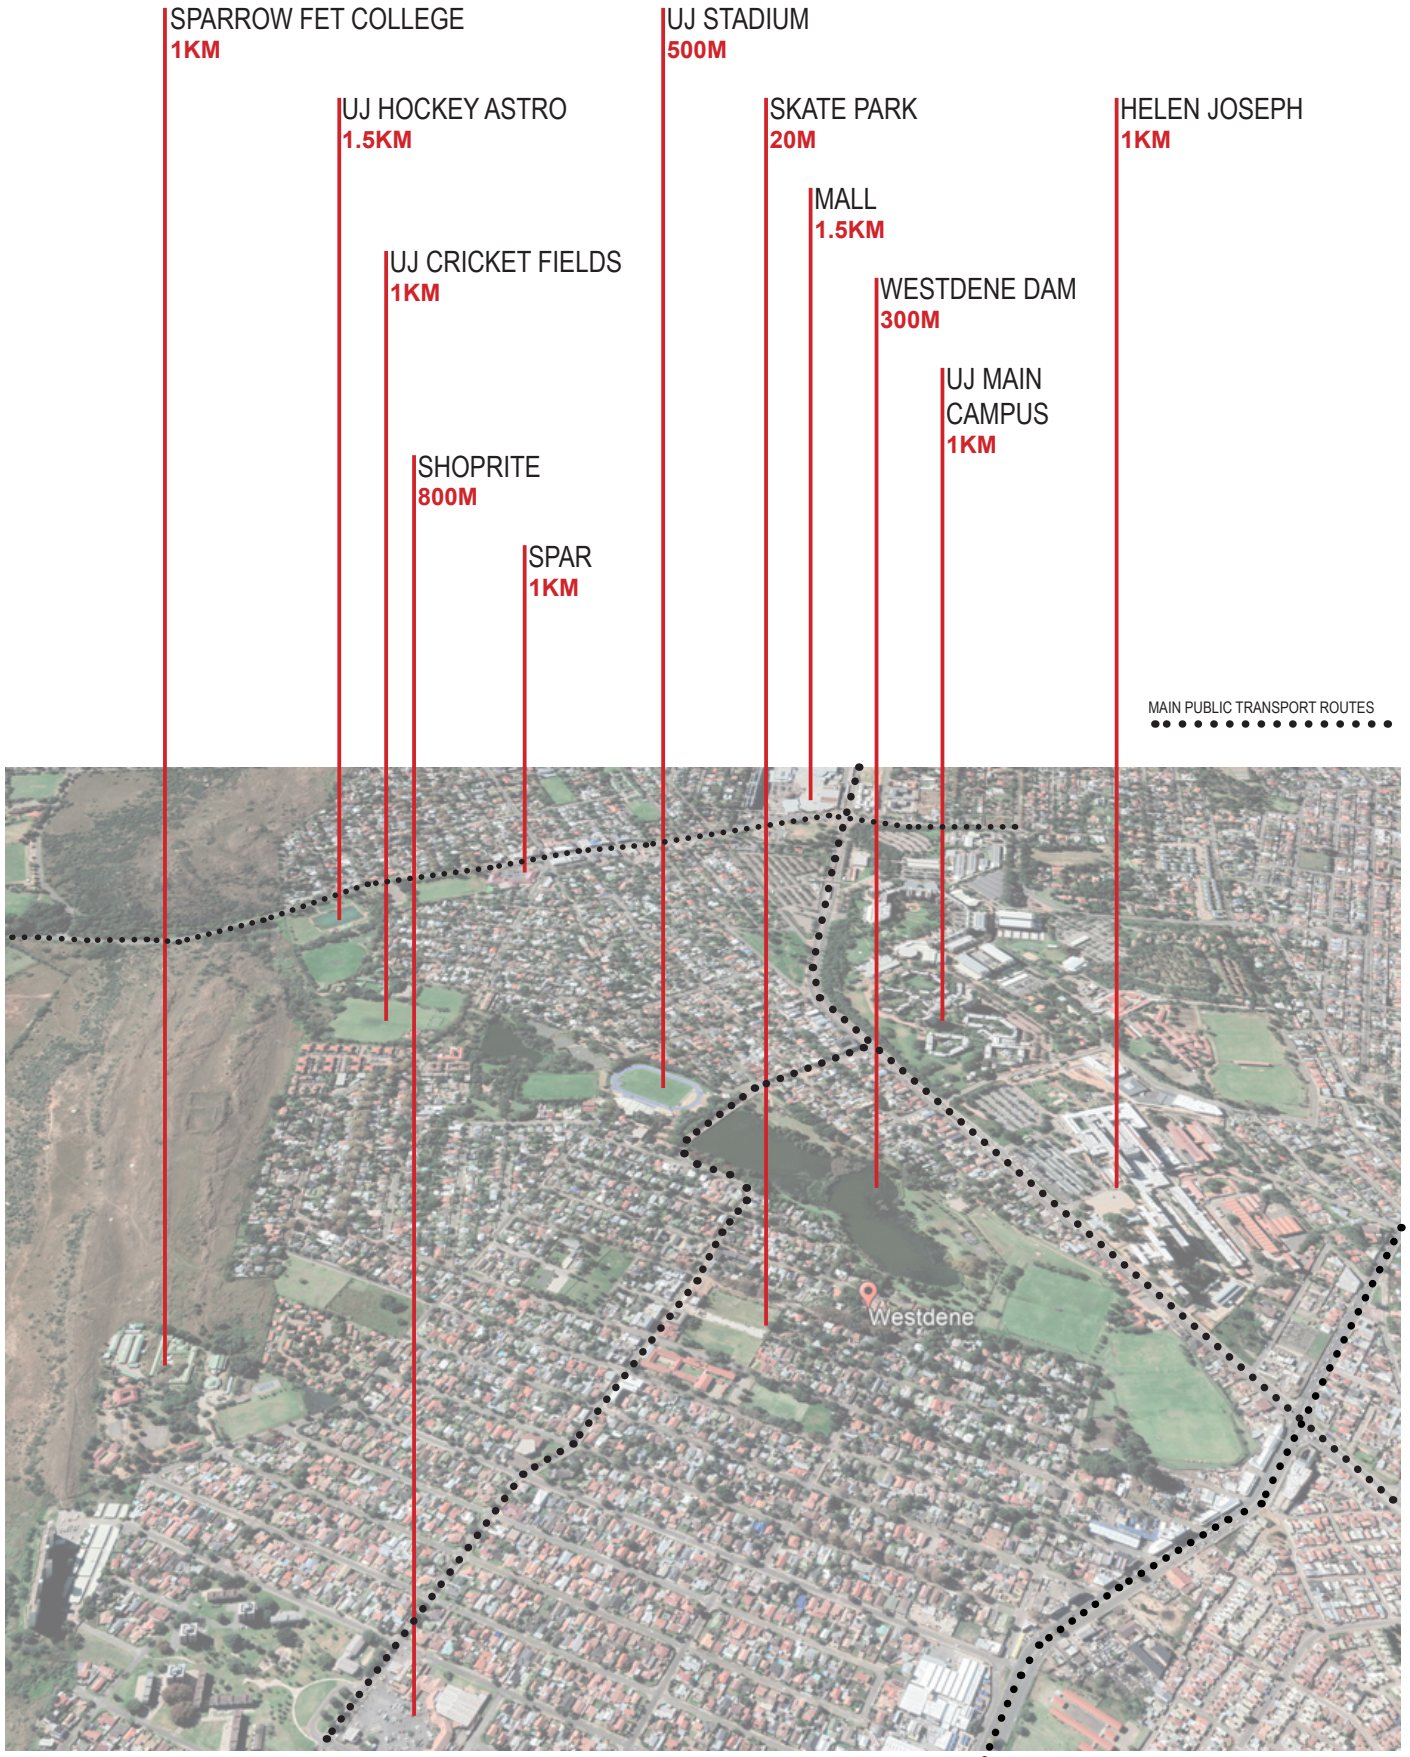 SPARROW FET COLLEGE
1KM
UJ STADIUM
500M
UJ HOCKEY ASTRO
1.5KM
SKATE PARK
20M
HELEN JOSEPH
1KM
MALL
1.5KM
UJ CRICKET FIELDS
1KM
WESTDENE DAM
300M
UJ MAIN
CAMPUS
1KM
SHOPRITE
800M
SPAR
1KM
MAIN PUBLIC TRANSPORT ROUTES
Westdene